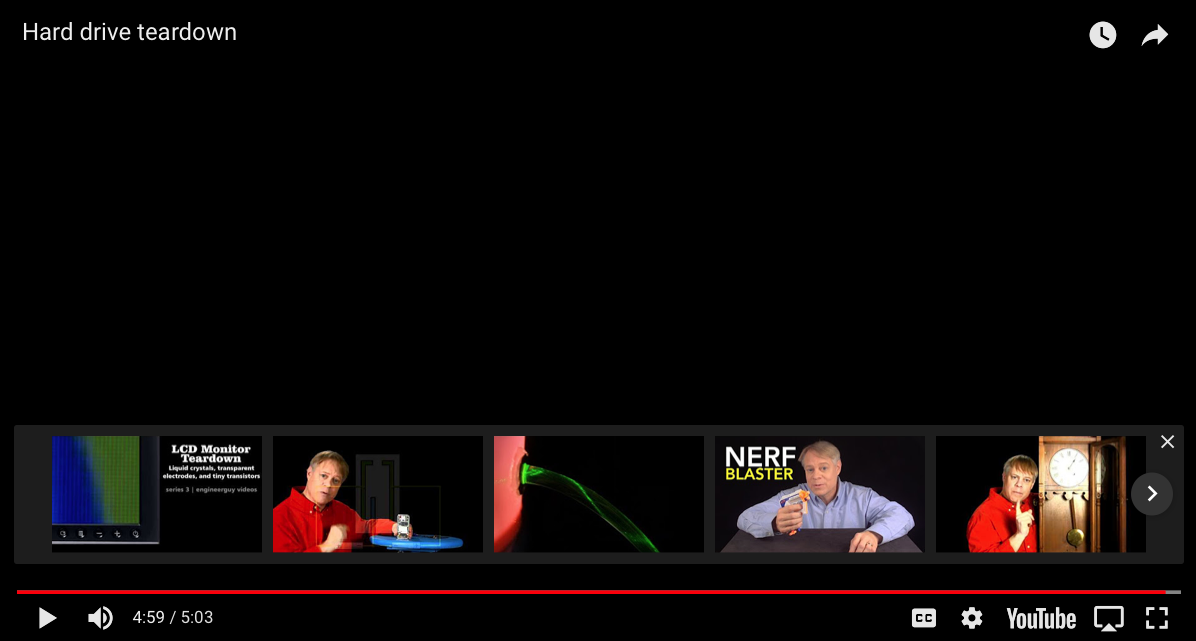 Hard drive teardown
LCD Monitor
Teardown
Liquid crystals, transparent
electrodes, and tiny transistors
series 3 | engineerguy videos
NERF
BLASTER
4:59 / 5:03
CC
YouTube